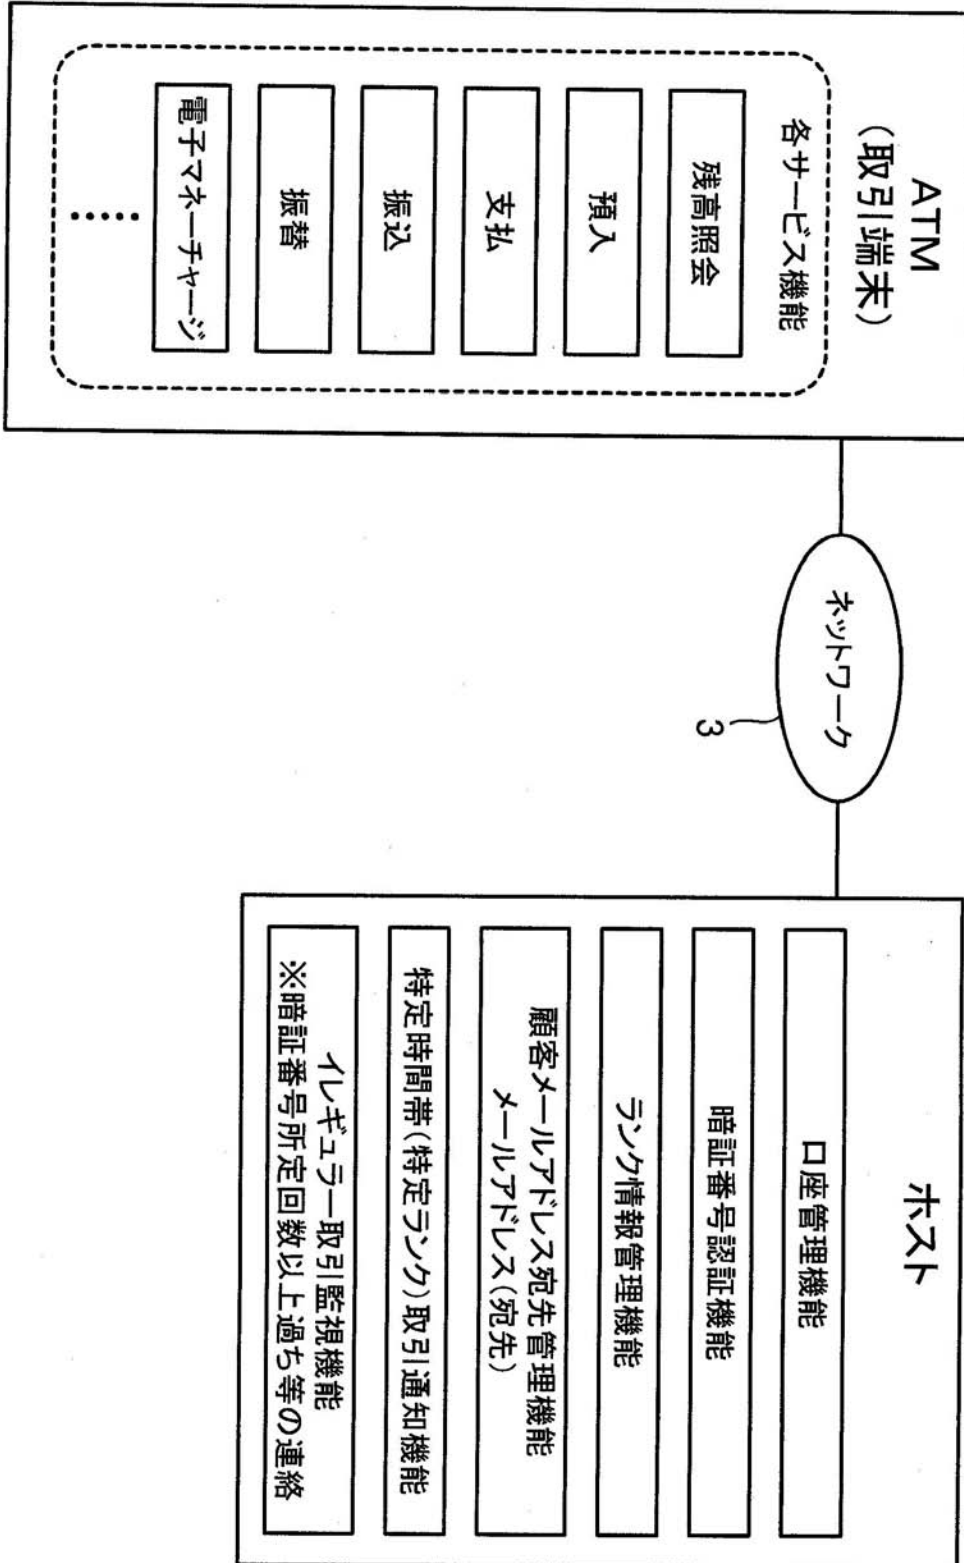 ATM
(取引端末)
各サービス機能
残高照会
預入
支払
振込
振替
電子マネーチャージ
・・・・・
ネットワーク
3
ホスト
口座管理機能
暗証番号認証機能
ランク情報管理機能
顧客メールアドレス宛先管理機能
メールアドレス(宛先)
特定時間帯(特定ランク)取引通知機能
イレギュラー取引監視機能
※暗証番号所定回数以上過ち等の連絡